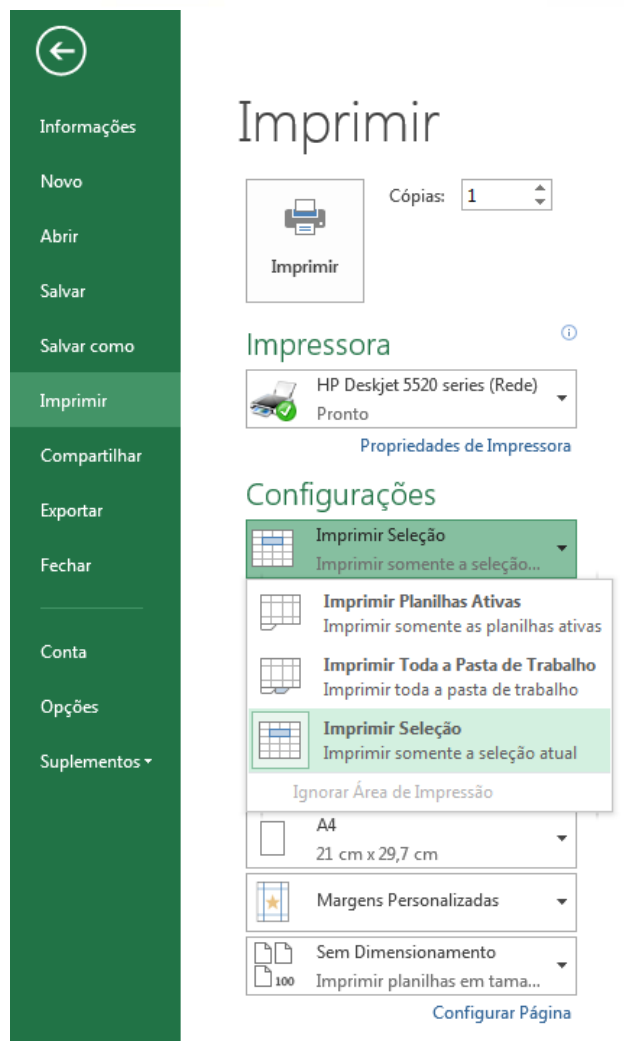 Informações
Novo
Abrir
Salvar
Salvar como
Imprimir
Compartilhar
Exportar
Fechar
Conta
Opções
Suplementos
Imprimir
Imprimir
Cópias: 1
Impressora
HP Deskjet 5520 series (Rede)
Pronto
Propriedades de Impressora
Configurações
Imprimir Seleção
Imprimir somente a seleção...
Imprimir Planilhas Ativas
Imprimir somente as planilhas ativas
Imprimir Toda a Pasta de Trabalho
Imprimir toda a pasta de trabalho
Imprimir Seleção
Imprimir somente a seleção atual
Ignorar Área de Impressão
A4
21 cm x 29,7 cm
Margens Personalizadas
Sem Dimensionamento
100
Imprimir planilhas em tama...
Configurar Página